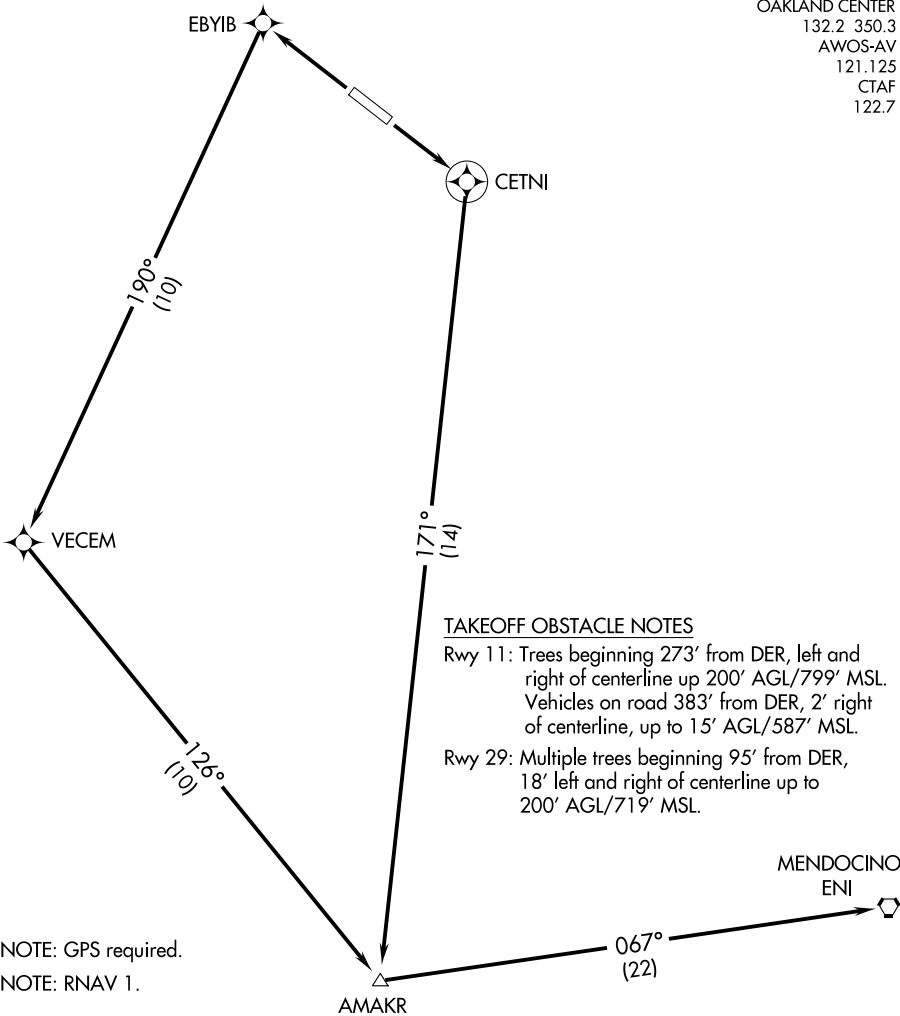 OAKLAND CENTER
132.2 350.3
AWOS-AV
121.125
CTAF
122.7
EBYIB
CETNI
190°
(10)
171°
(14)
VECEM
TAKEOFF OBSTACLE NOTES
Rwy 11: Trees beginning 273’ from DER, left and
right of centerline up 200’ AGL/799’ MSL.
Vehicles on road 383’ from DER, 2’ right
of centerline, up to 15’ AGL/587’ MSL.
Rwy 29: Multiple trees beginning 95’ from DER,
18’ left and right of centerline up to
200’ AGL/719’ MSL.
126°
(10)
MENDOCINO
ENI
067°
(22)
NOTE: GPS required.
NOTE: RNAV 1.
AMAKR